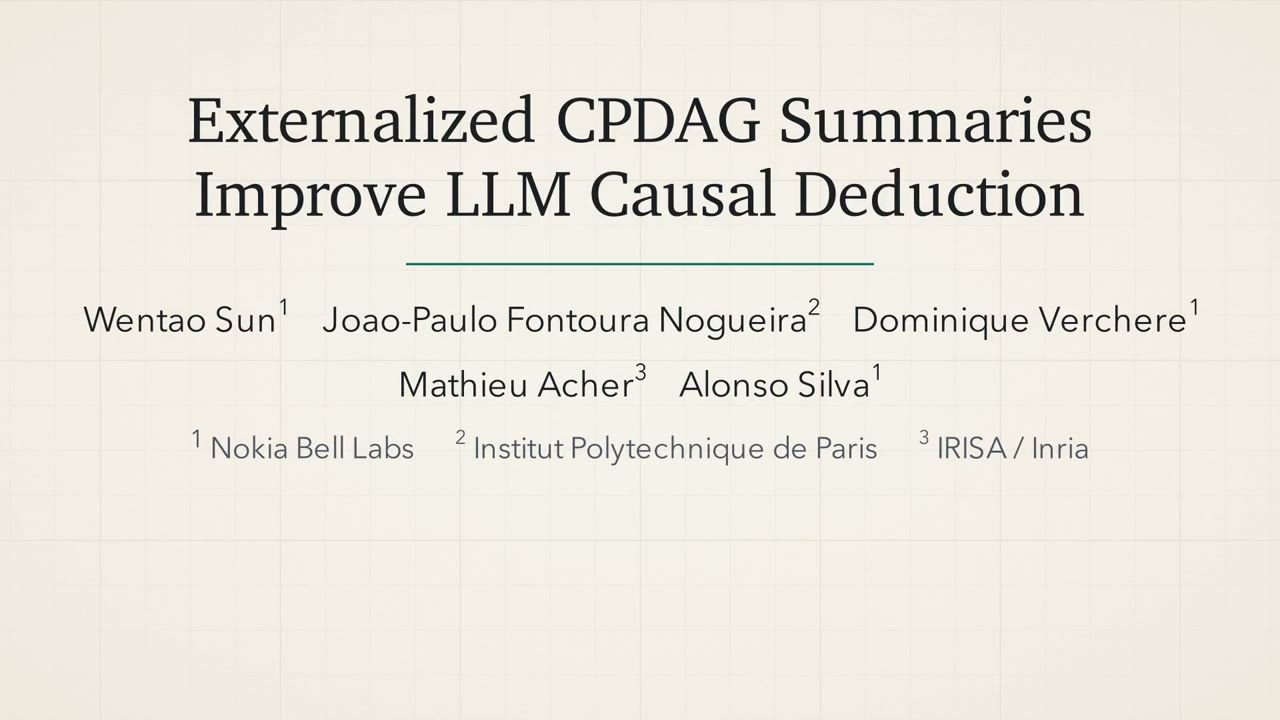 Externalized CPDAG Summaries
Improve LLM Causal Deduction
Wentao Sun¹ Joao-Paulo Fontoura Nogueira² Dominique Verchere¹
Mathieu Acher³ Alonso Silva¹
¹ Nokia Bell Labs ² Institut Polytechnique de Paris ³ IRISA / Inria